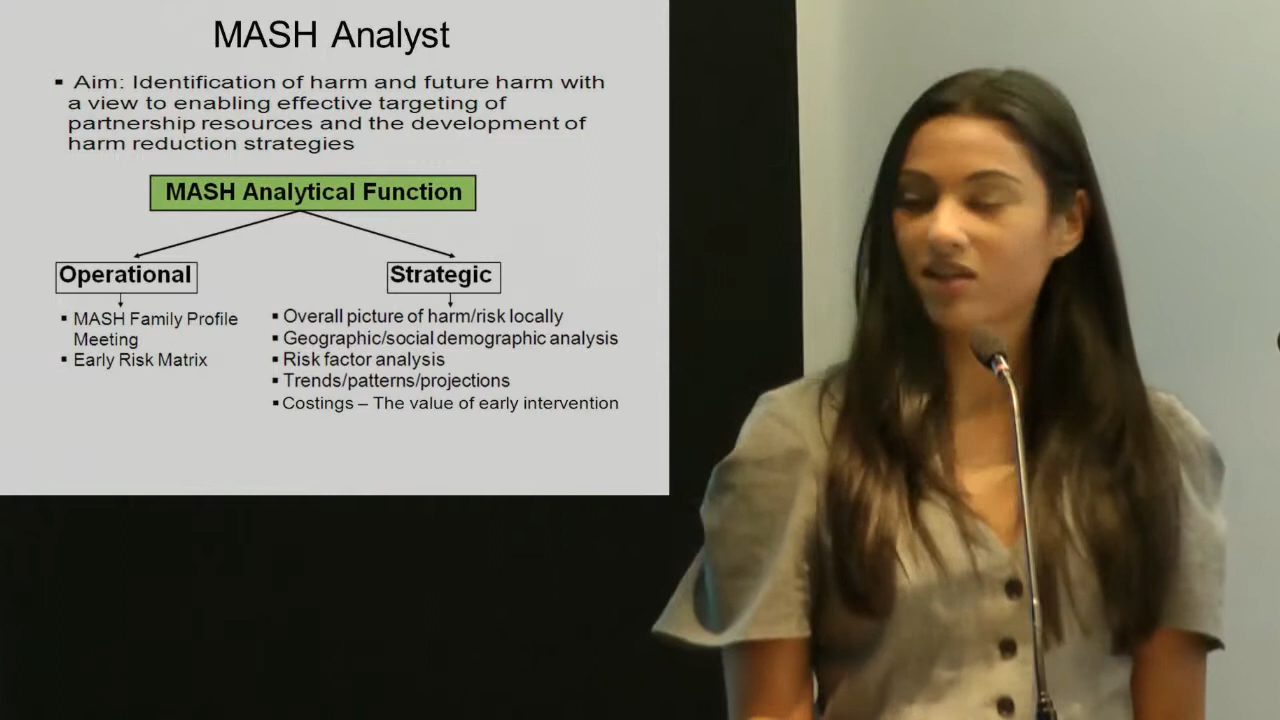 MASH Analyst
▪ Aim: Identification of harm and future harm with
a view to enabling effective targeting of
partnership resources and the development of
harm reduction strategies
MASH Analytical Function
Operational
▪ MASH Family Profile
Meeting
▪ Early Risk Matrix
Strategic
▪ Overall picture of harm/risk locally
▪ Geographic/social demographic analysis
▪ Risk factor analysis
▪ Trends/patterns/projections
▪ Costings – The value of early intervention